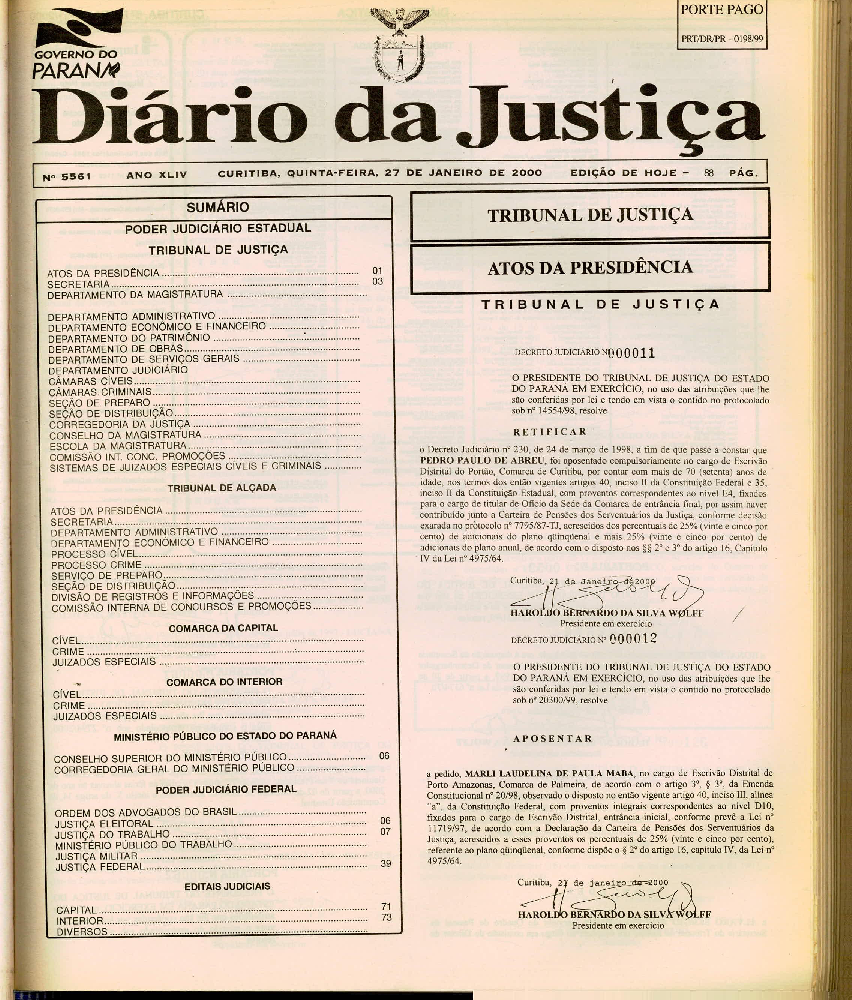 GOVERNO DO
PARANÁ
PORTE PAGO
PRT/DR/PR - 0198/99
Diário da Justiça
Nº 5561 ANO XLIV CURITIBA, QUINTA-FEIRA, 27 DE JANEIRO DE 2000 EDIÇÃO DE HOJE - 88 PÁG.
SUMÁRIO
PODER JUDICIÁRIO ESTADUAL
TRIBUNAL DE JUSTIÇA
ATOS DA PRESIDÊNCIA 01
SECRETARIA 03
DEPARTAMENTO DA MAGISTRATURA
DEPARTAMENTO ADMINISTRATIVO
DEPARTAMENTO ECONÔMICO E FINANCEIRO
DEPARTAMENTO DO PATRIMÔNIO
DEPARTAMENTO DE OBRAS
DEPARTAMENTO DE SERVIÇOS GERAIS
DEPARTAMENTO JUDICIÁRIO
CÂMARAS CÍVEIS
CÂMARAS CRIMINAIS
SEÇÃO DE PREPARO
SEÇÃO DE DISTRIBUIÇÃO
CORREGEDORIA DA JUSTIÇA
CONSELHO DA MAGISTRATURA
ESCOLA DA MAGISTRATURA
COMISSÃO INT. CONC. PROMOÇÕES
SISTEMAS DE JUIZADOS ESPECIAIS CÍVEIS E CRIMINAIS
TRIBUNAL DE ALÇADA
ATOS DA PRESIDÊNCIA
SECRETARIA
DEPARTAMENTO ADMINISTRATIVO
DEPARTAMENTO ECONÔMICO E FINANCEIRO
PROCESSO CÍVEL
PROCESSO CRIME
SERVIÇO DE PREPARO
SEÇÃO DE DISTRIBUIÇÃO
DIVISÃO DE REGISTROS E INFORMAÇÕES
COMISSÃO INTERNA DE CONCURSOS E PROMOÇÕES
COMARCA DA CAPITAL
CÍVEL
CRIME
JUIZADOS ESPECIAIS
COMARCA DO INTERIOR
CÍVEL
CRIME
JUIZADOS ESPECIAIS
MINISTÉRIO PÚBLICO DO ESTADO DO PARANÁ
CONSELHO SUPERIOR DO MINISTÉRIO PÚBLICO 06
CORREGEDORIA GERAL DO MINISTÉRIO PÚBLICO
PODER JUDICIÁRIO FEDERAL
ORDEM DOS ADVOGADOS DO BRASIL
JUSTIÇA ELEITORAL 06
JUSTIÇA DO TRABALHO 07
MINISTÉRIO PÚBLICO DO TRABALHO
JUSTIÇA MILITAR
JUSTIÇA FEDERAL 39
EDITAIS JUDICIAIS
CAPITAL 71
INTERIOR 73
DIVERSOS
TRIBUNAL DE JUSTIÇA
ATOS DA PRESIDÊNCIA
TRIBUNAL DE JUSTIÇA
DECRETO JUDICIÁRIO Nº 000011
O PRESIDENTE DO TRIBUNAL DE JUSTIÇA DO ESTADO
DO PARANÁ EM EXERCÍCIO, no uso das atribuições que lhe
são conferidas por lei e tendo em vista o contido no protocolado
sob nº 14554/98, resolve
RETIFICAR
o Decreto Judiciário nº 230, de 24 de março de 1998, a fim de que passe a constar que
PEDRO PAULO DE ABREU, foi aposentado compulsoriamente no cargo de Escrivão
Distrital do Portão, Comarca de Curitiba, por contar com mais de 70 (setenta) anos de
idade, nos termos dos então vigentes artigos 40, inciso II da Constituição Federal e 35,
inciso II da Constituição Estadual, com proventos correspondentes ao nível E4, fixados
para o cargo de titular de Ofício da Sede da Comarca de entrância final, por assim haver
contribuído junto a Carteira de Pensões dos Serventuários da Justiça, conforme decisão
exarada no protocolo nº 7795/87-TJ, acrescidos dos percentuais de 25% (vinte e cinco por
cento) de adicionais do plano qüinqüenal e mais 25% (vinte e cinco por cento) de
adicionais do plano anual, de acordo com o disposto nos §§ 2º e 3º do artigo 16, Capítulo
IV da Lei nº 4975/64.
Curitiba, 21 de Janeiro de 2000
HAROLDO BERNARDO DA SILVA WOLFF
Presidente em exercício
DECRETO JUDICIÁRIO Nº 000012
O PRESIDENTE DO TRIBUNAL DE JUSTIÇA DO ESTADO
DO PARANÁ EM EXERCÍCIO, no uso das atribuições que lhe
são conferidas por lei e tendo em vista o contido no protocolado
sob nº 20300/99, resolve
APOSENTAR
a pedido, MARLI LAUDELINA DE PAULA MABA, no cargo de Escrivão Distrital de
Porto Amazonas, Comarca de Palmeira, de acordo com o artigo 3º, § 3º, da Emenda
Constitucional nº 20/98, observado o disposto no então vigente artigo 40, inciso III, alínea
"a", da Constituição Federal, com proventos integrais correspondentes ao nível D10,
fixados para o cargo de Escrivão Distrital, entrância inicial, conforme prevê a Lei nº
11719/97, de acordo com a Declaração da Carteira de Pensões dos Serventuários da
Justiça, acrescidos a esses proventos os percentuais de 25% (vinte e cinco por cento),
referente ao plano qüinqüenal, conforme dispõe o § 2º do artigo 16, capítulo IV, da Lei nº
4975/64.
Curitiba, 21 de janeiro de 2000
HAROLDO BERNARDO DA SILVA WOLFF
Presidente em exercício